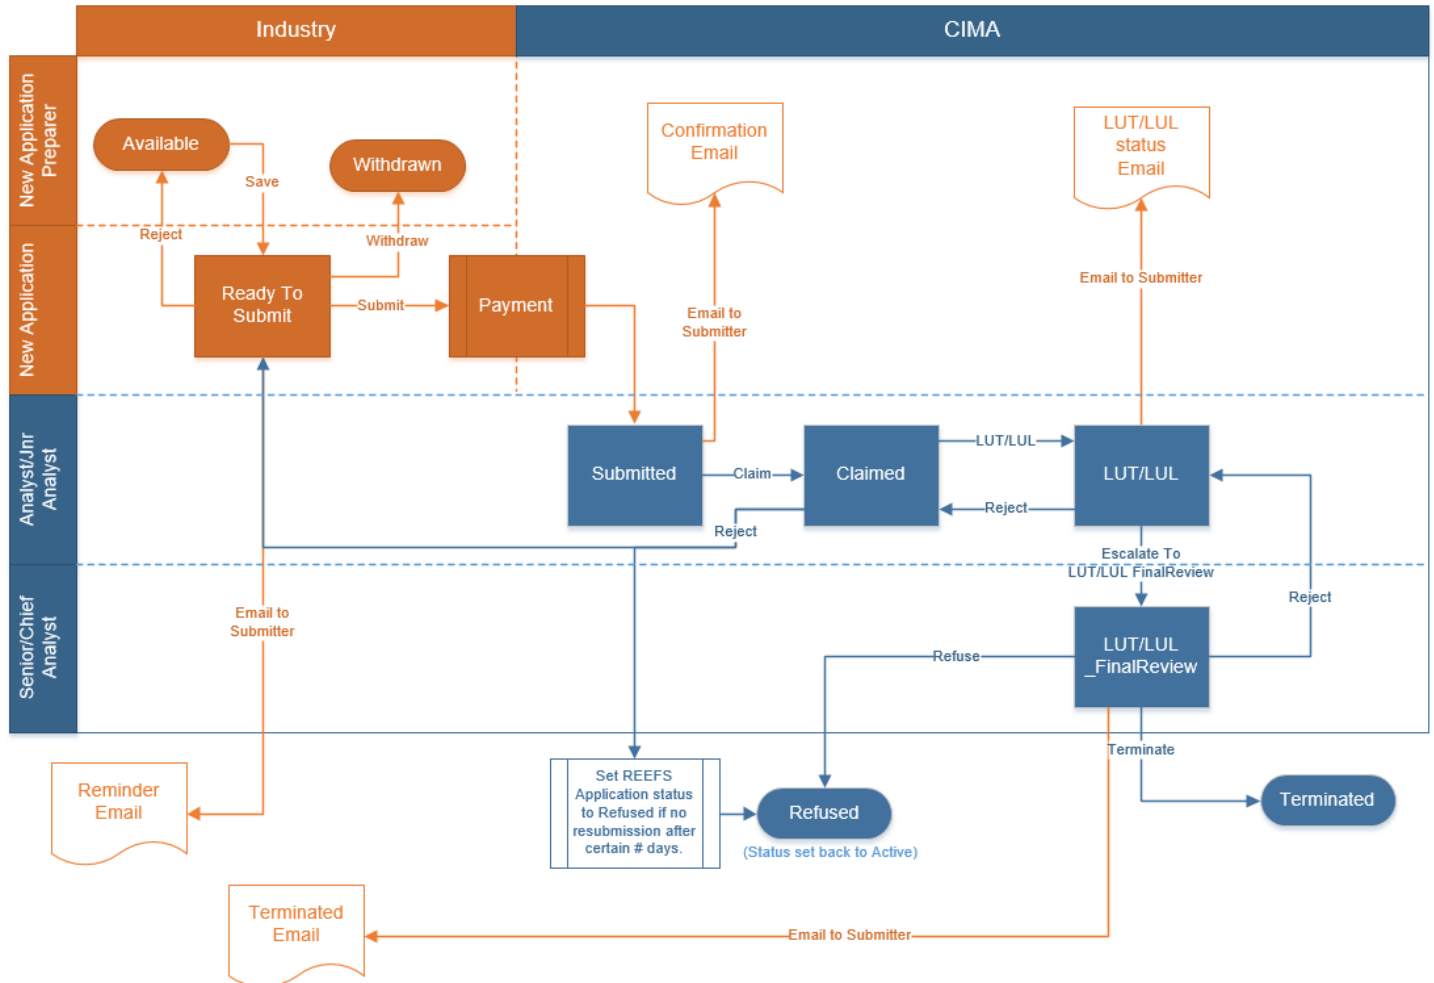 Industry
CIMA
New Application
Preparer
Available
Withdrawn
Save
Confirmation
Email
LUT/LUL
status
Email
Reject
Withdraw
New Application
Ready To
Submit
Submit
Payment
Email to
Submitter
Email to Submitter
Analyst/Jnr
Analyst
Submitted
Claim
Claimed
LUT/LUL
LUT/LUL
Reject
Reject
Escalate To
LUT/LUL FinalReview
Senior/Chief
Analyst
Email to
Submitter
Reject
Refuse
LUT/LUL
_FinalReview
Terminate
Reminder
Email
Set REEFS
Application status
to Refused if no
resubmission after
certain # days.
Refused
(Status set back to Active)
Terminated
Terminated
Email
Email to Submitter